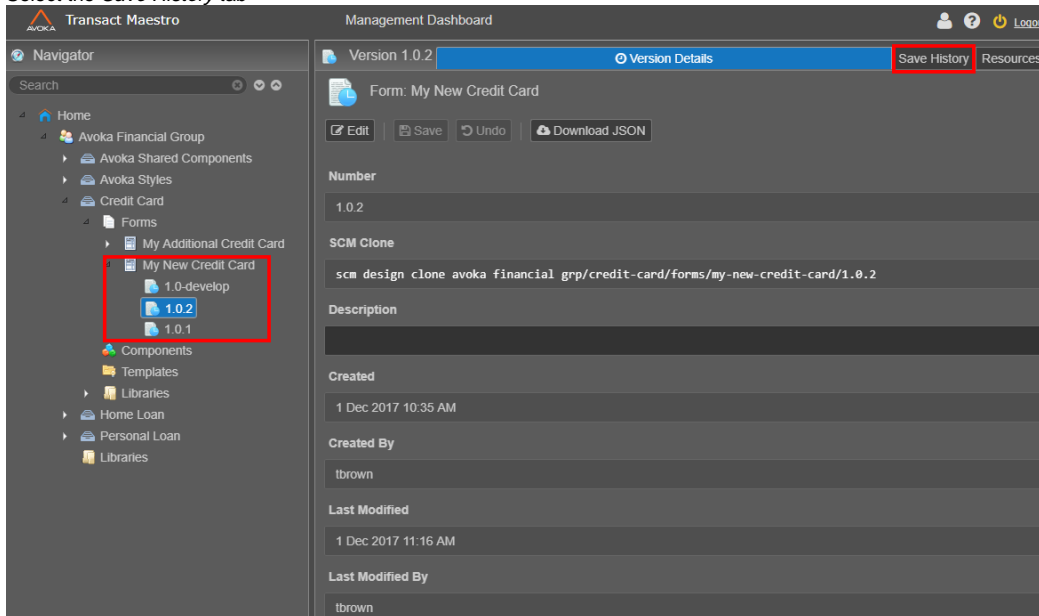 Select the Save History tab
AVOKA Transact Maestro Management Dashboard
Navigator
Version 1.0.2 Version Details Save History Resources
Search
Form: My New Credit Card
Home
Avoka Financial Group
Edit Save Undo Download JSON
Avoka Shared Components
Avoka Styles
Number
Credit Card
1.0.2
Forms
My Additional Credit Card
SCM Clone
My New Credit Card
scm design clone avoka financial grp/credit-card/forms/my-new-credit-card/1.0.2
1.0-develop
1.0.2
Description
1.0.1
Components
Templates
Created
Libraries
1 Dec 2017 10:35 AM
Home Loan
Personal Loan
Created By
Libraries
tbrown
Last Modified
1 Dec 2017 11:16 AM
Last Modified By
tbrown